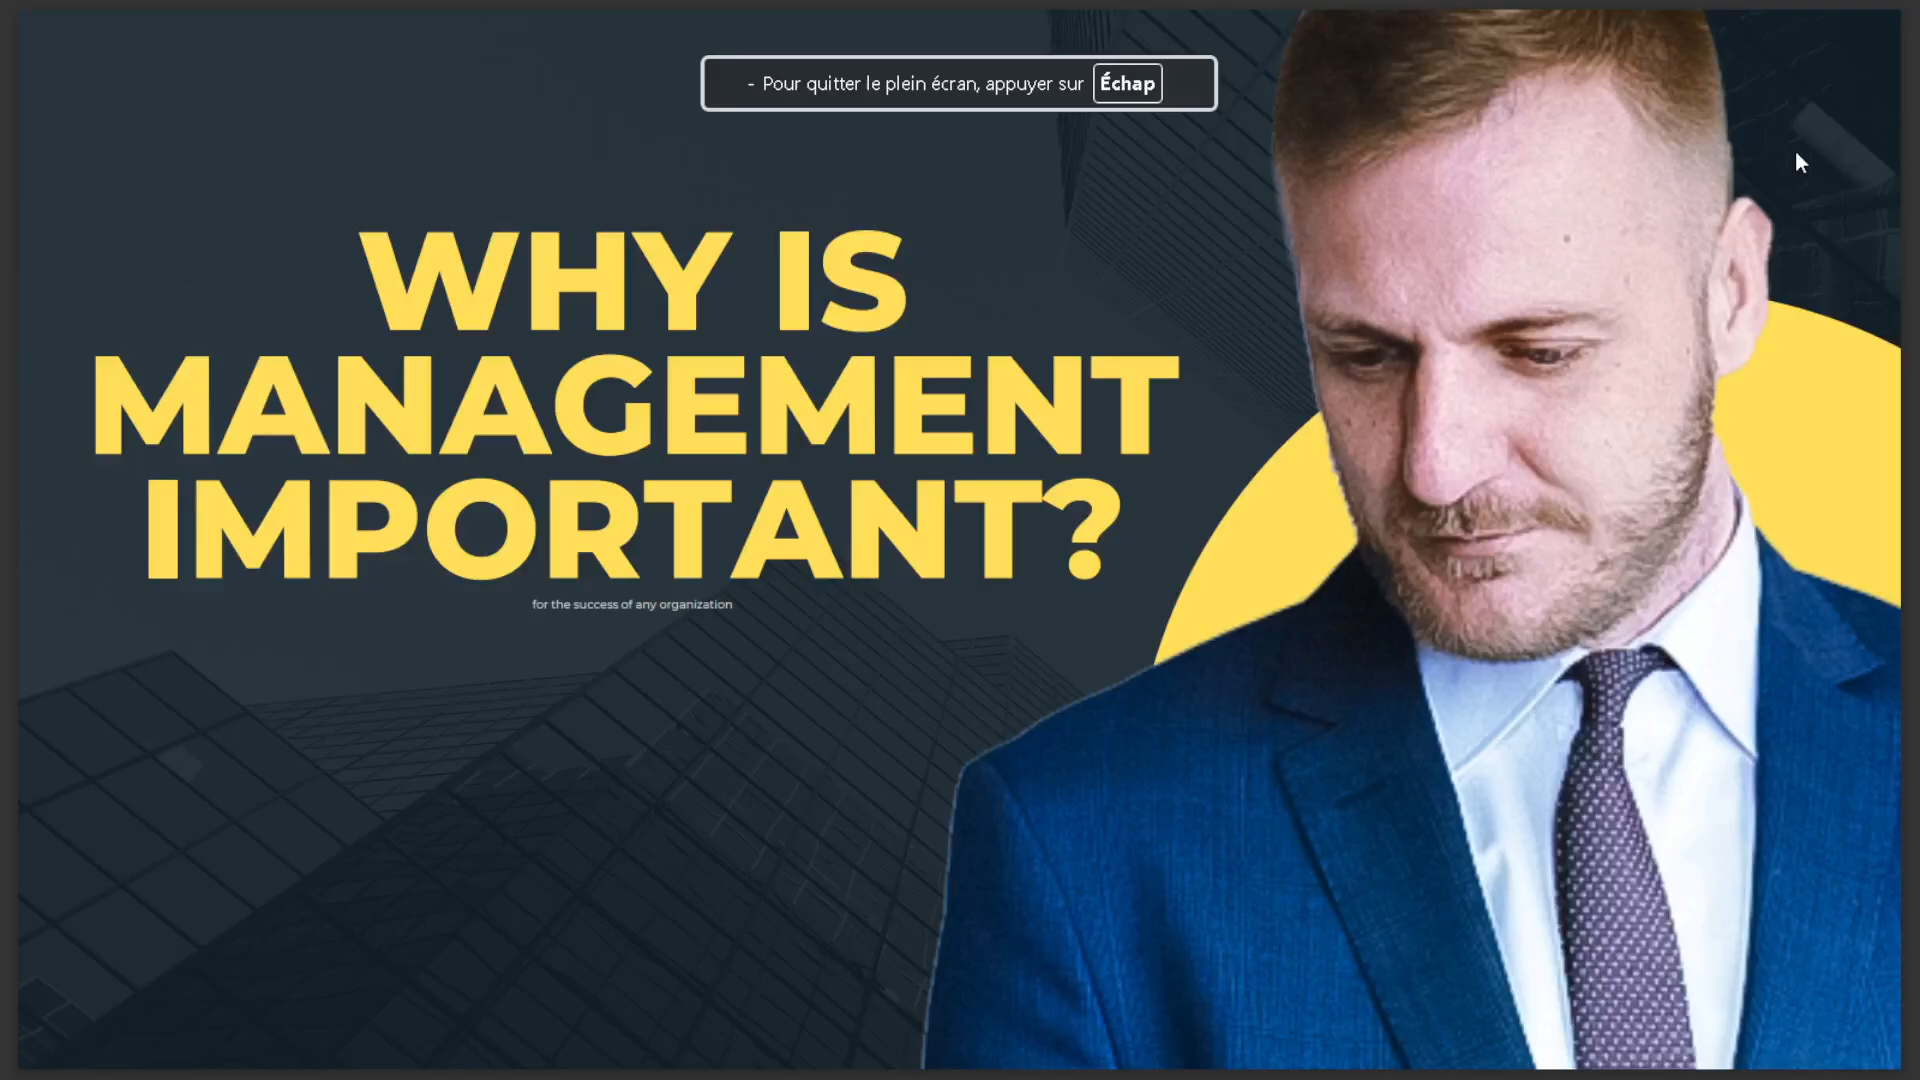 - Pour quitter le plein écran, appuyer sur Échap
WHY IS
MANAGEMENT
IMPORTANT?
for the success of any organization